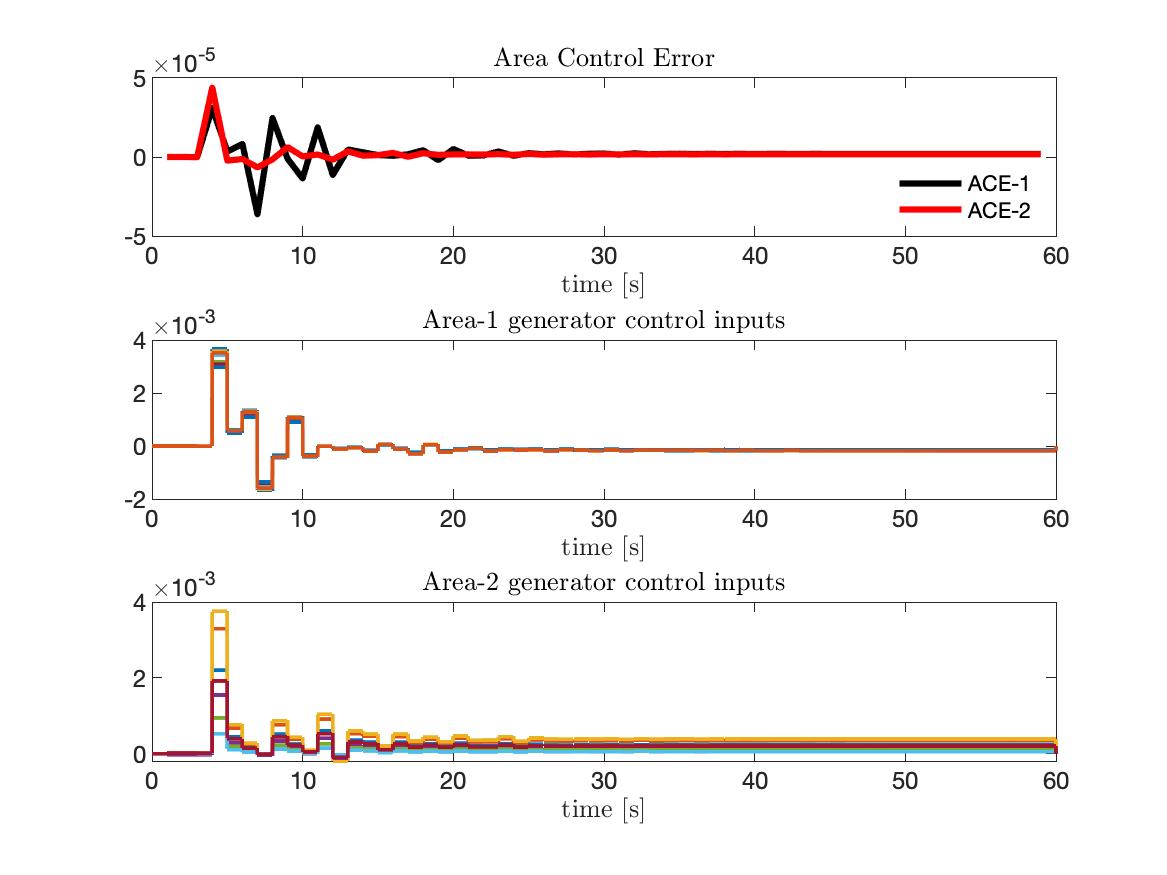 Area Control Error
×10-5
5
0
-5
ACE-1
ACE-2
0 10 20 30 40 50 60
time [s]
Area-1 generator control inputs
×10-3
4
2
0
-2
0 10 20 30 40 50 60
time [s]
Area-2 generator control inputs
×10-3
4
2
0
0 10 20 30 40 50 60
time [s]